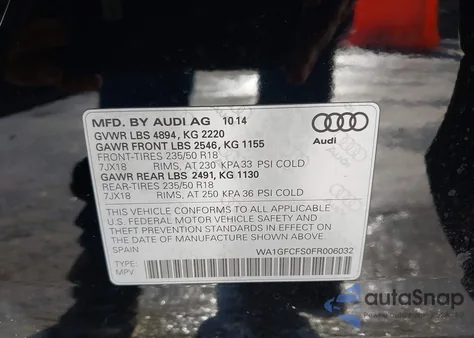 MFD. BY AUDI AG 10 14
GVWR LBS 4894, KG 2220
GAWR FRONT LBS 2546, KG 1155
FRONT-TIRES 235/50 R18
7JX18 RIMS, AT 230 KPA 33 PSI COLD
GAWR REAR LBS 2491, KG 1130
REAR-TIRES 235/50 R18
7JX18 RIMS, AT 250 KPA 36 PSI COLD
THIS VEHICLE CONFORMS TO ALL APPLICABLE
U.S. FEDERAL MOTOR VEHICLE SAFETY AND
THEFT PREVENTION STANDARDS IN EFFECT ON
THE DATE OF MANUFACTURE SHOWN ABOVE
SPAIN
Audi
WA1GFCFS0FR006032
TYPE:
MPV
autoSnap